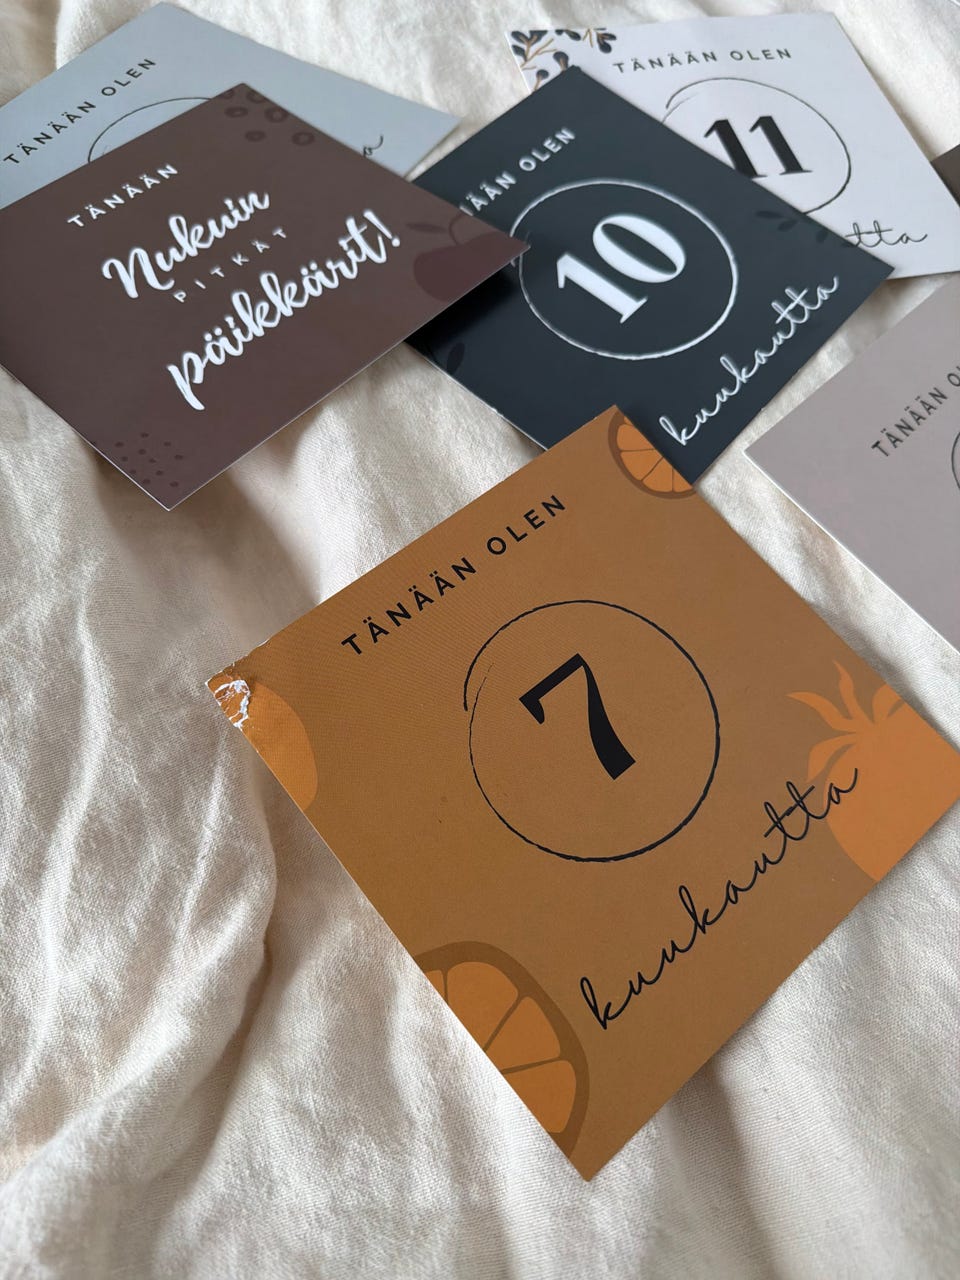 TÄNÄÄN OLEN
TÄNÄÄN
Nukuin
PITKÄT
päikkärit!
OLEN
10
kuukautta
TÄNÄÄN OLEN
11
TÄNÄÄN
TÄNÄÄN OLEN
7
kuukautta